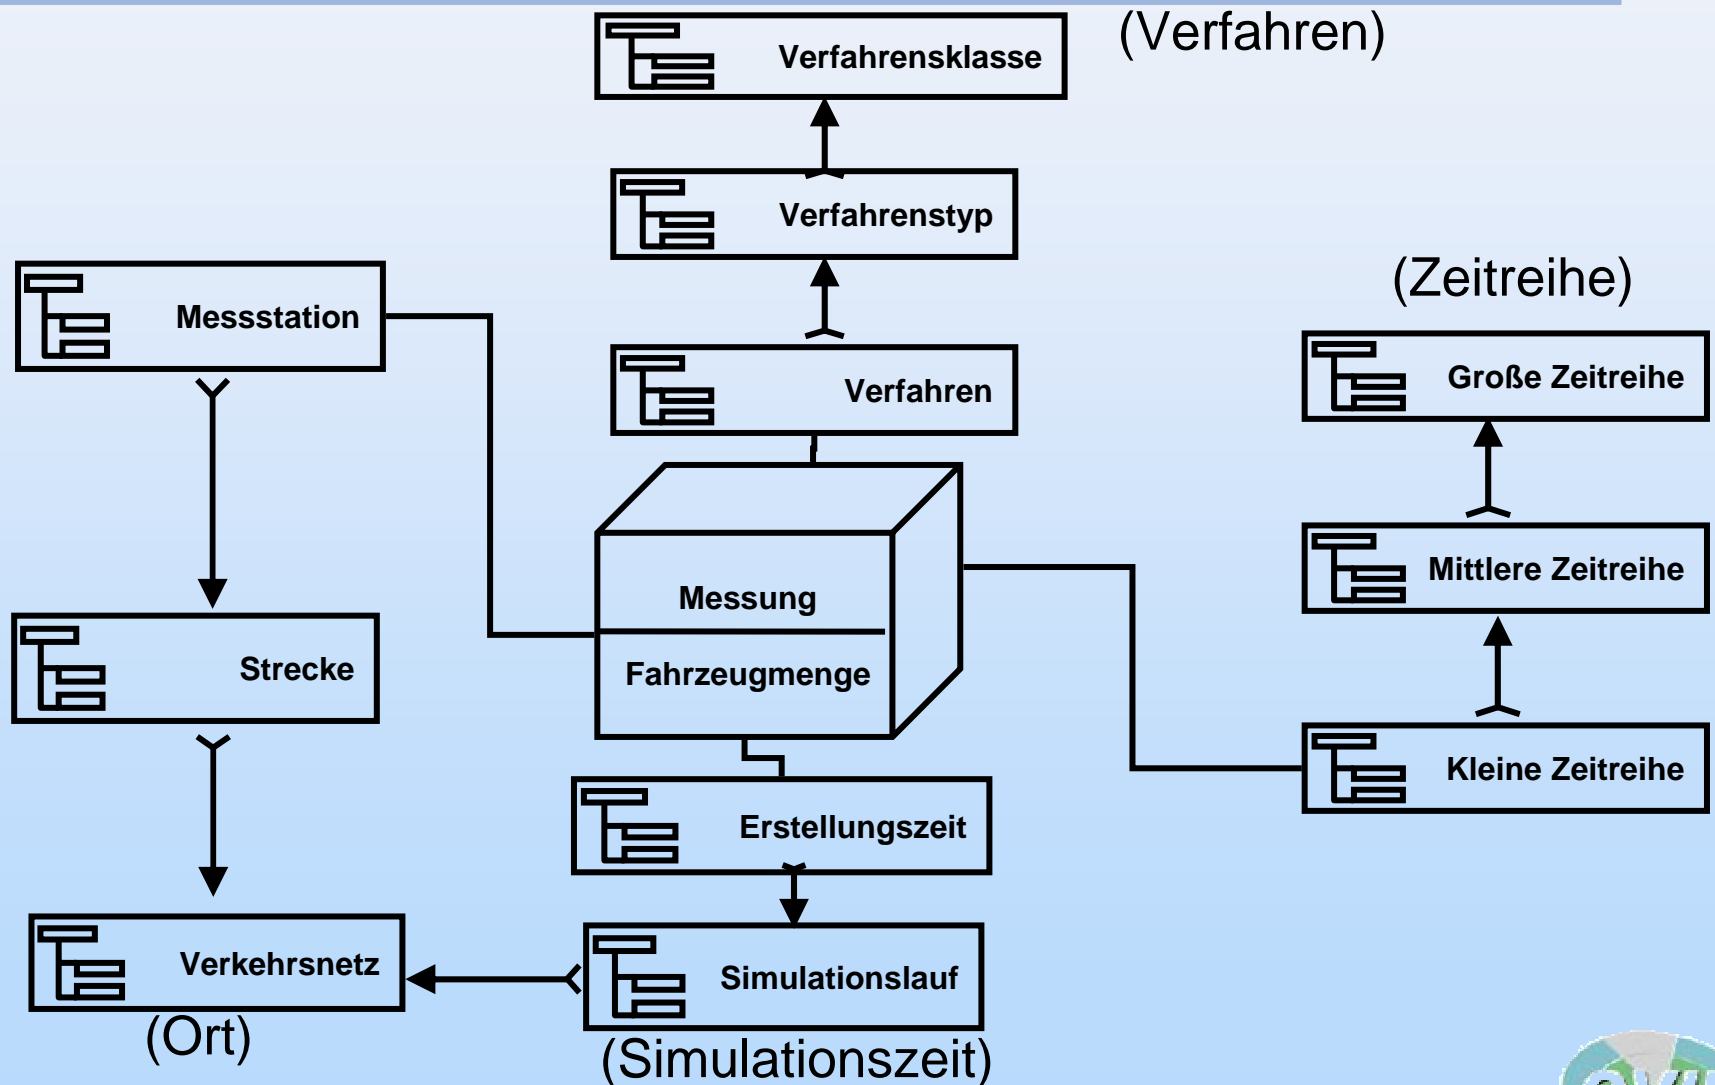 (Verfahren)
Verfahrensklasse
Verfahrenstyp
Messstation
(Zeitreihe)
Verfahren
Große Zeitreihe
Mittlere Zeitreihe
Messung
Strecke
Fahrzeugmenge
Kleine Zeitreihe
Erstellungszeit
Verkehrsnetz
Simulationslauf
(Ort)
(Simulationszeit)